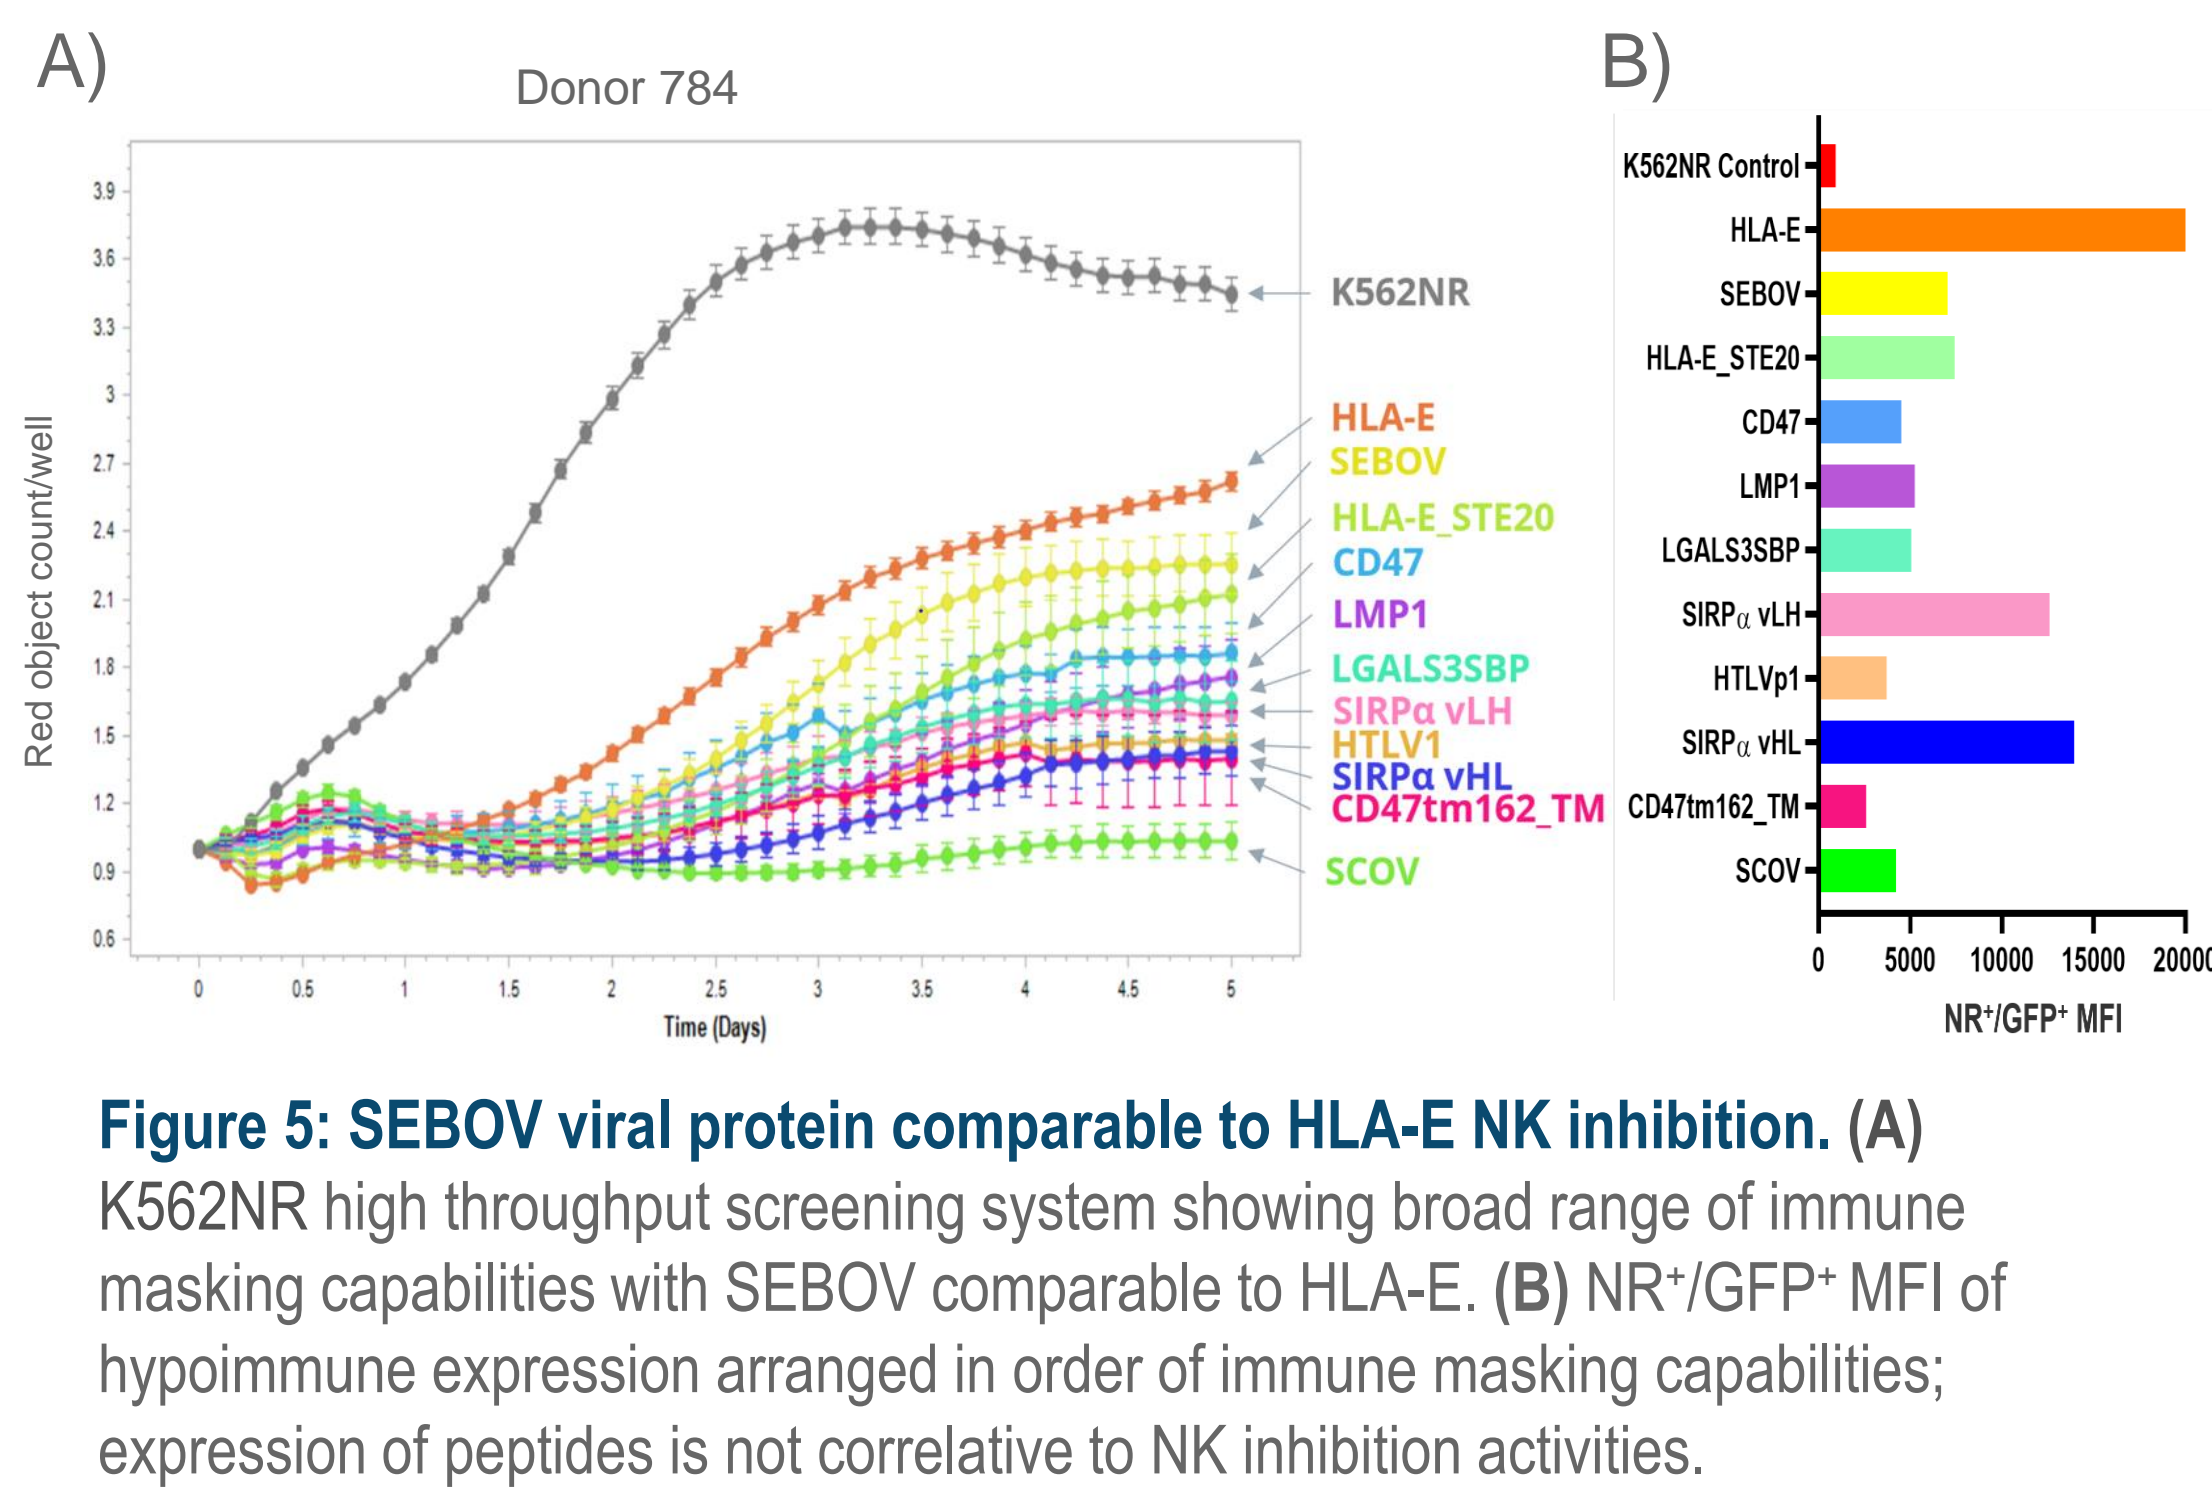 A)
Donor 784
Red object count/well
3.9
3.6
3.3
3
2.7
2.4
2.1
1.8
1.5
1.2
0.9
0.6
0
0.5
1
1.5
2
2.5
3
3.5
4
4.5
5
Time (Days)
K562NR
HLA-E
SEBOV
HLA-E_STE20
CD47
LMP1
LGALS3SBP
SIRPα vLH
HTLV1
SIRPα vHL
CD47tm162_TM
SCOV
B)
K562NR Control
HLA-E
SEBOV
HLA-E_STE20
CD47
LMP1
LGALS3SBP
SIRPα vLH
HTLVp1
SIRPα vHL
CD47tm162_TM
SCOV
0
5000
10000
15000
20000
NR⁺/GFP⁺ MFI
Figure 5: SEBOV viral protein comparable to HLA-E NK inhibition. (A)
K562NR high throughput screening system showing broad range of immune
masking capabilities with SEBOV comparable to HLA-E. (B) NR⁺/GFP⁺ MFI of
hypoimmune expression arranged in order of immune masking capabilities;
expression of peptides is not correlative to NK inhibition activities.